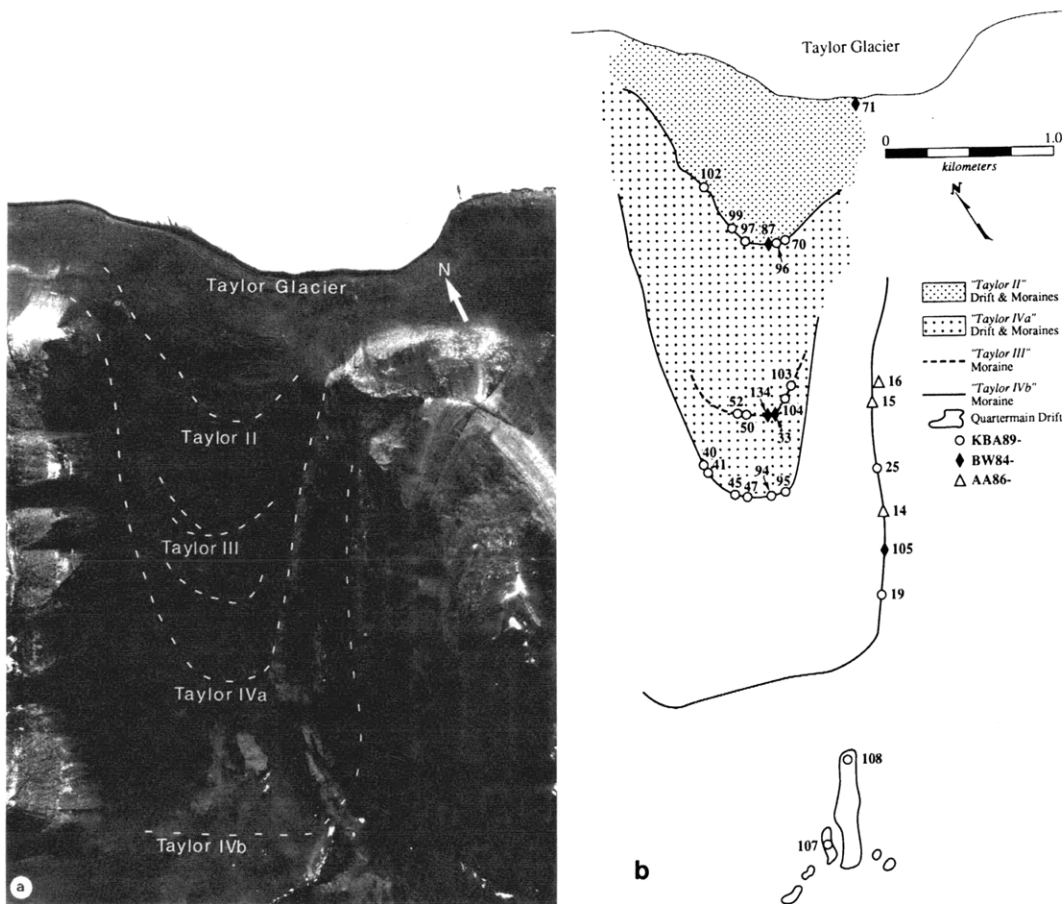 N
Taylor Glacier
Taylor II
Taylor III
Taylor IVa
Taylor IVb
a
Taylor Glacier
71
0 1.0
kilometers
N
102
99
97
87
70
96
"Taylor II"
Drift & Moraines
"Taylor IVa"
Drift & Moraines
"Taylor III"
Moraine
"Taylor IVb"
Moraine
Quartermain Drift
KBA89-
BW84-
AA86-
16
15
103
134
104
52
50
33
40
41
94
95
45
47
25
14
105
19
108
107
b